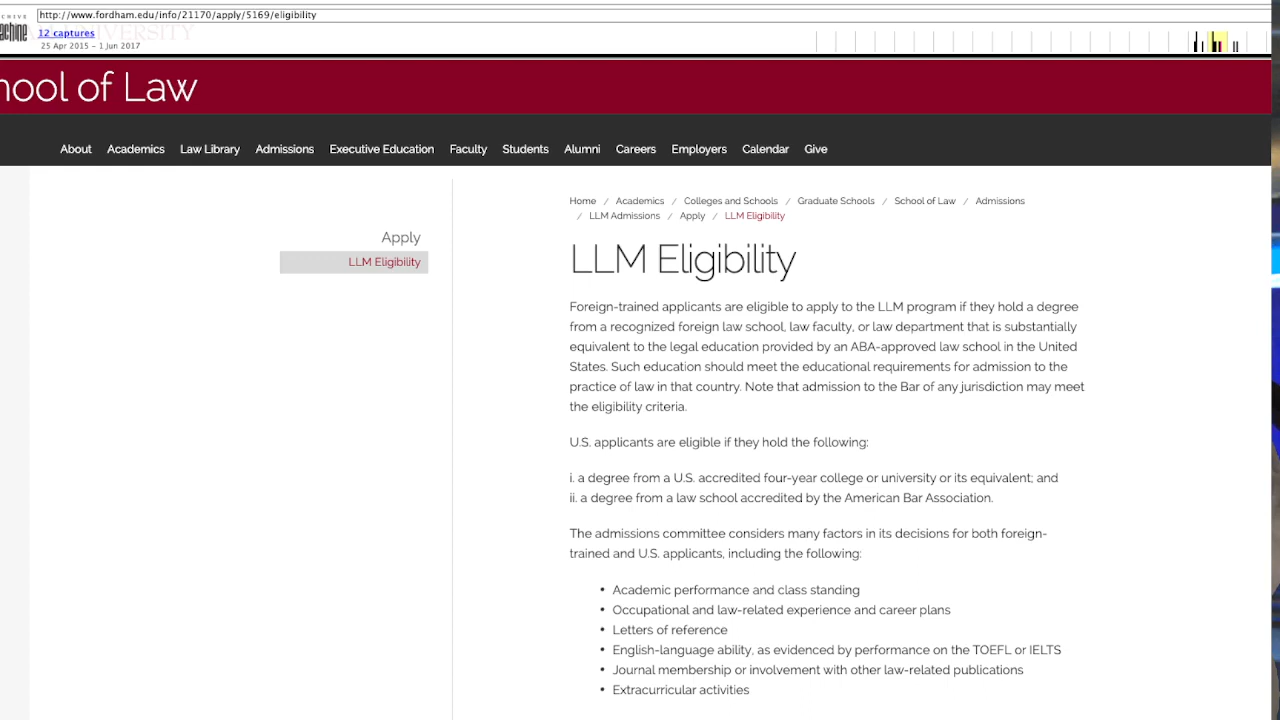 http://www.fordham.edu/info/21170/apply/5169/eligibility
12 captures
25 Apr 2015 - 1 Jun 2017
UNIVERSITY
hool of Law
About Academics Law Library Admissions Executive Education Faculty Students Alumni Careers Employers Calendar Give
Home / Academics / Colleges and Schools / Graduate Schools / School of Law / Admissions
/ LLM Admissions / Apply / LLM Eligibility
Apply
LLM Eligibility
LLM Eligibility
Foreign-trained applicants are eligible to apply to the LLM program if they hold a degree
from a recognized foreign law school, law faculty, or law department that is substantially
equivalent to the legal education provided by an ABA-approved law school in the United
States. Such education should meet the educational requirements for admission to the
practice of law in that country. Note that admission to the Bar of any jurisdiction may meet
the eligibility criteria.
U.S. applicants are eligible if they hold the following:
i. a degree from a U.S. accredited four-year college or university or its equivalent; and
ii. a degree from a law school accredited by the American Bar Association.
The admissions committee considers many factors in its decisions for both foreign-
trained and U.S. applicants, including the following:
• Academic performance and class standing
• Occupational and law-related experience and career plans
• Letters of reference
• English-language ability, as evidenced by performance on the TOEFL or IELTS
• Journal membership or involvement with other law-related publications
• Extracurricular activities